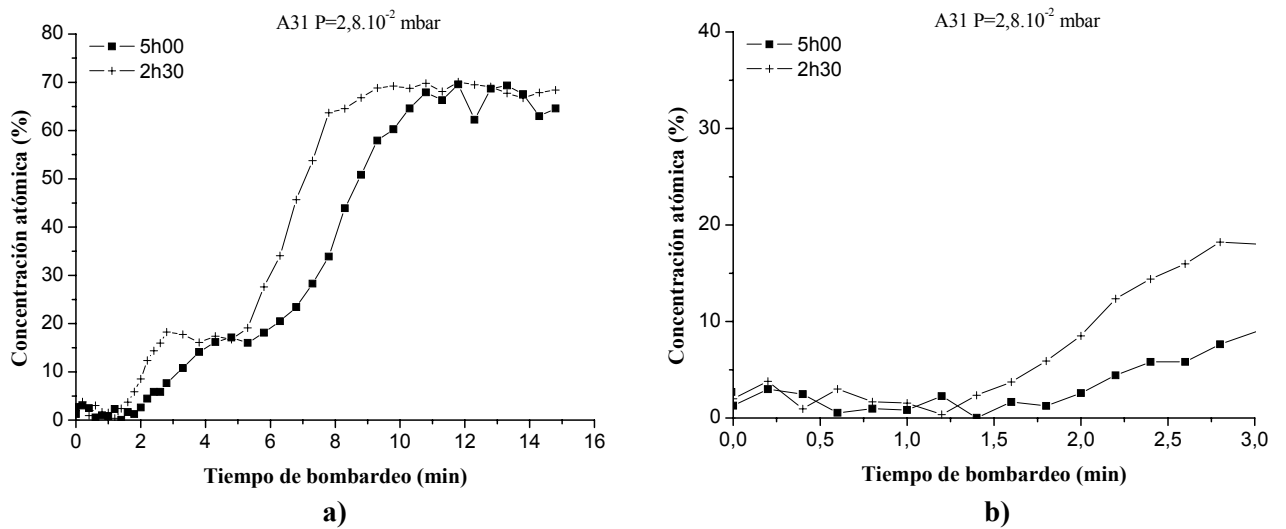 A31 P=2,8.10⁻² mbar
5h00
2h30
Concentración atómica (%)
80
70
60
50
40
30
20
10
0
0 2 4 6 8 10 12 14 16
Tiempo de bombardeo (min)
a)
A31 P=2,8.10⁻² mbar
5h00
2h30
Concentración atómica (%)
40
30
20
10
0
0,0 0,5 1,0 1,5 2,0 2,5 3,0
Tiempo de bombardeo (min)
b)